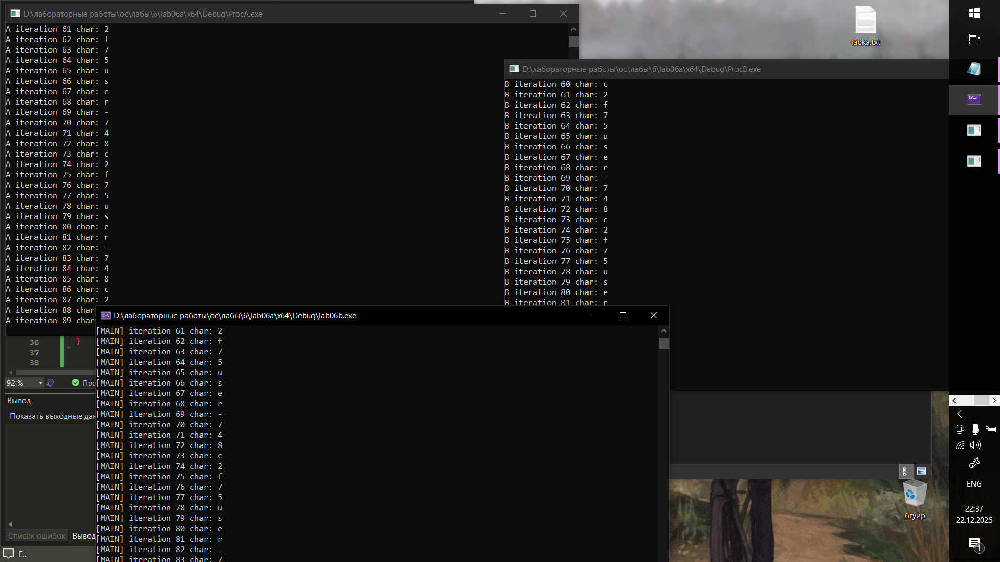 D:\лабораторные работы\ос\лабы\6\lab06a\x64\Debug\ProcA.exe
A iteration 61 char: 2
A iteration 62 char: f
A iteration 63 char: 7
A iteration 64 char: 5
A iteration 65 char: u
A iteration 66 char: s
A iteration 67 char: e
A iteration 68 char: r
A iteration 69 char: -
A iteration 70 char: 7
A iteration 71 char: 4
A iteration 72 char: 8
A iteration 73 char: c
A iteration 74 char: 2
A iteration 75 char: f
A iteration 76 char: 7
A iteration 77 char: 5
A iteration 78 char: u
A iteration 79 char: s
A iteration 80 char: e
A iteration 81 char: r
A iteration 82 char: -
A iteration 83 char: 7
A iteration 84 char: 4
A iteration 85 char: 8
A iteration 86 char: c
A iteration 87 char: 2
A iteration 88 char
A iteration 89 char
labka.txt
D:\лабораторные работы\ос\лабы\6\lab06a\x64\Debug\ProcB.exe
B iteration 60 char: c
B iteration 61 char: 2
B iteration 62 char: f
B iteration 63 char: 7
B iteration 64 char: 5
B iteration 65 char: u
B iteration 66 char: s
B iteration 67 char: e
B iteration 68 char: r
B iteration 69 char: -
B iteration 70 char: 7
B iteration 71 char: 4
B iteration 72 char: 8
B iteration 73 char: c
B iteration 74 char: 2
B iteration 75 char: f
B iteration 76 char: 7
B iteration 77 char: 5
B iteration 78 char: u
B iteration 79 char: s
B iteration 80 char: e
B iteration 81 char: r
D:\лабораторные работы\ос\лабы\6\lab06a\x64\Debug\lab06b.exe
[MAIN] iteration 61 char: 2
[MAIN] iteration 62 char: f
[MAIN] iteration 63 char: 7
[MAIN] iteration 64 char: 5
[MAIN] iteration 65 char: u
[MAIN] iteration 66 char: s
[MAIN] iteration 67 char: e
[MAIN] iteration 68 char: r
[MAIN] iteration 69 char: -
[MAIN] iteration 70 char: 7
[MAIN] iteration 71 char: 4
[MAIN] iteration 72 char: 8
[MAIN] iteration 73 char: c
[MAIN] iteration 74 char: 2
[MAIN] iteration 75 char: f
[MAIN] iteration 76 char: 7
[MAIN] iteration 77 char: 5
[MAIN] iteration 78 char: u
[MAIN] iteration 79 char: s
[MAIN] iteration 80 char: e
[MAIN] iteration 81 char: r
[MAIN] iteration 82 char: -
[MAIN] iteration 83 char: 7
36 }
37
38
92 %
Про
Вывод
Показать выходные дан
Список ошибок
Вывод
Г...
бгуир
ENG
22:37
22.12.2025
1